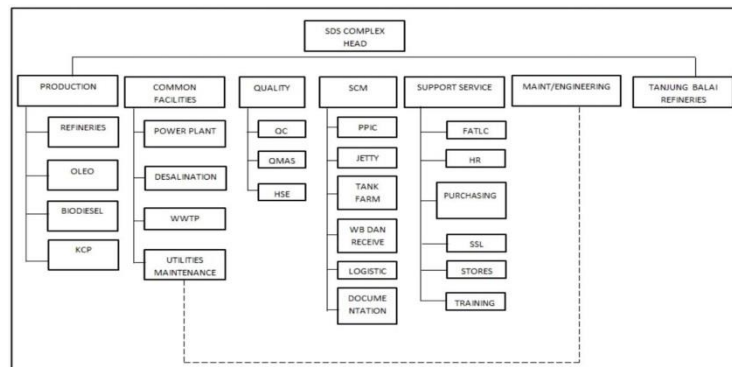 SDS COMPLEX
HEAD
PRODUCTION
COMMON
FACILITIES
QUALITY
SCM
SUPPORT SERVICE
MAINT/ENGINEERING
TANJUNG BALAI
REFINERIES
REFINERIES
OLEO
BIODIESEL
KCP
POWER PLANT
DESALINATION
WWTP
UTILITIES
MAINTENANCE
QC
QMAS
HSE
PPIC
JETTY
TANK
FARM
WB DAN
RECEIVE
LOGISTIC
DOCUME
NTATION
FATLC
HR
PURCHASING
SSL
STORES
TRAINING